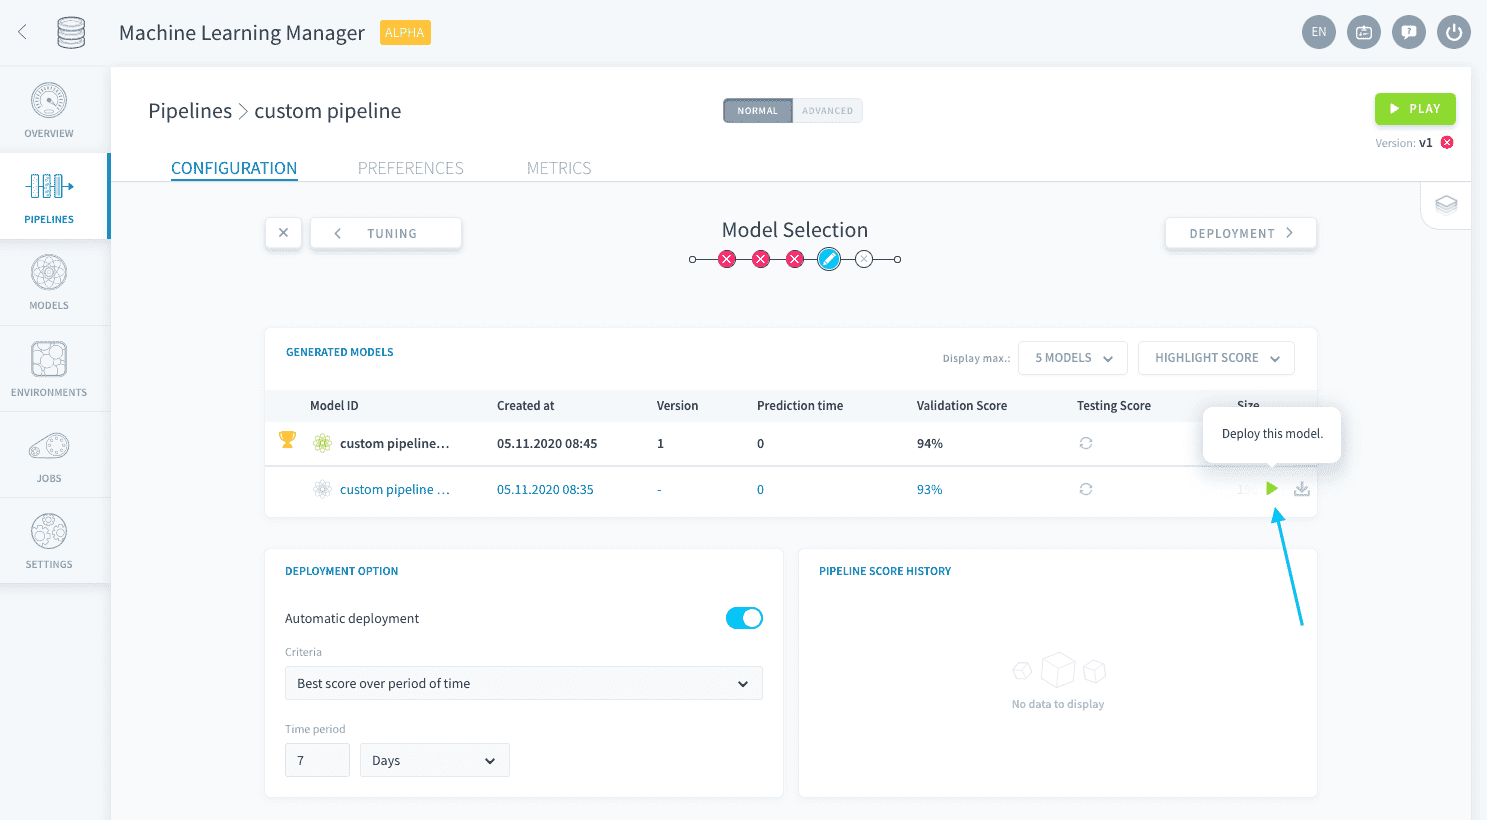 Machine Learning Manager
ALPHA
EN
OVERVIEW
PIPELINES
MODELS
ENVIRONMENTS
JOBS
SETTINGS
Pipelines > custom pipeline
NORMAL
ADVANCED
PLAY
Version: v1
CONFIGURATION
PREFERENCES
METRICS
TUNING
Model Selection
DEPLOYMENT
GENERATED MODELS
Display max.:
5 MODELS
HIGHLIGHT SCORE
Model ID Created at Version Prediction time Validation Score Testing Score Size
Deploy this model.
custom pipeline... 05.11.2020 08:45 1 0 94%
custom pipeline ... 05.11.2020 08:35 - 0 93%
DEPLOYMENT OPTION
Automatic deployment
Criteria
Best score over period of time
Time period
7 Days
PIPELINE SCORE HISTORY
No data to display